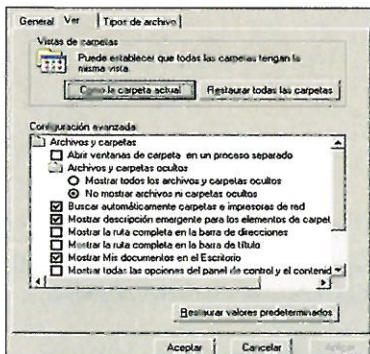 General Ver Tipos de archivo
Vistas de carpetas
Puede establecer que todas las carpetas tengan la
misma vista.
Como la carpeta actual Restaurar todas las carpetas
Configuración avanzada:
Archivos y carpetas
Abrir ventanas de carpeta en un proceso separado
Archivos y carpetas ocultos
Mostrar todos los archivos y carpetas ocultos
No mostrar archivos ni carpetas ocultos
Buscar automáticamente carpetas e impresoras de red
Mostrar descripción emergente para los elementos de carpet
Mostrar la ruta completa en la barra de direcciones
Mostrar la ruta completa en la barra de título
Mostrar Mis documentos en el Escritorio
Mostrar todas las opciones del panel de control y el contenid
Restaurar valores predeterminados
Aceptar Cancelar Aplicar